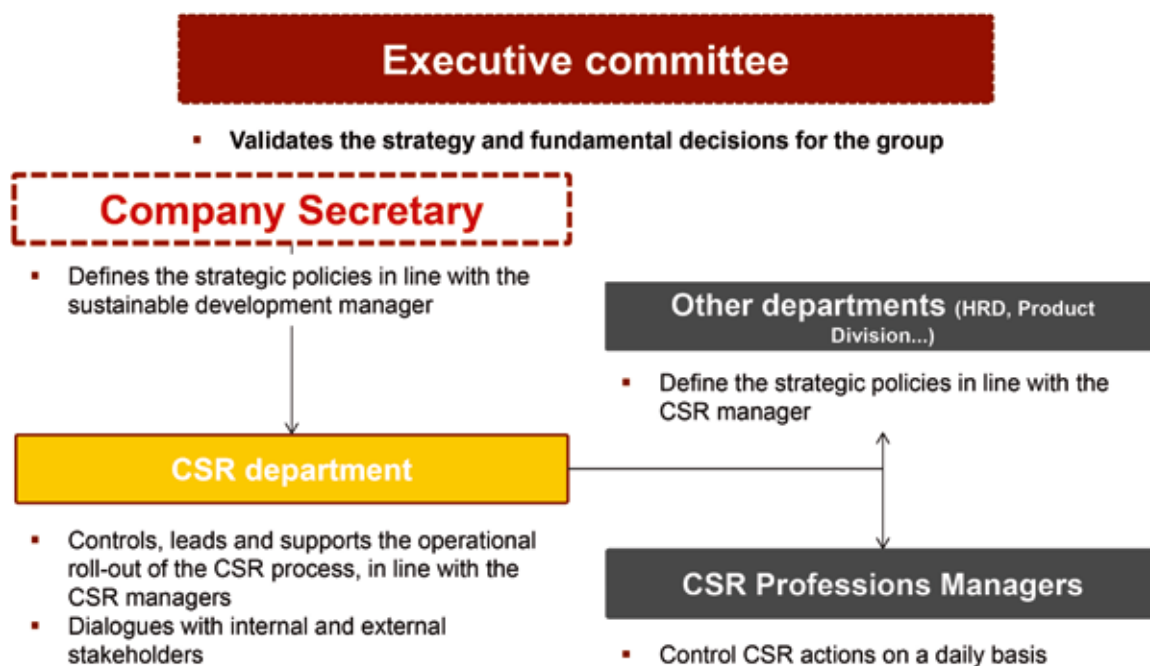 Executive committee
▪ Validates the strategy and fundamental decisions for the group
Company Secretary
▪ Defines the strategic policies in line with the
sustainable development manager
Other departments (HRD, Product
Division...)
▪ Define the strategic policies in line with the
CSR manager
CSR department
▪ Controls, leads and supports the operational
roll-out of the CSR process, in line with the
CSR managers
▪ Dialogues with internal and external
stakeholders
CSR Professions Managers
▪ Control CSR actions on a daily basis